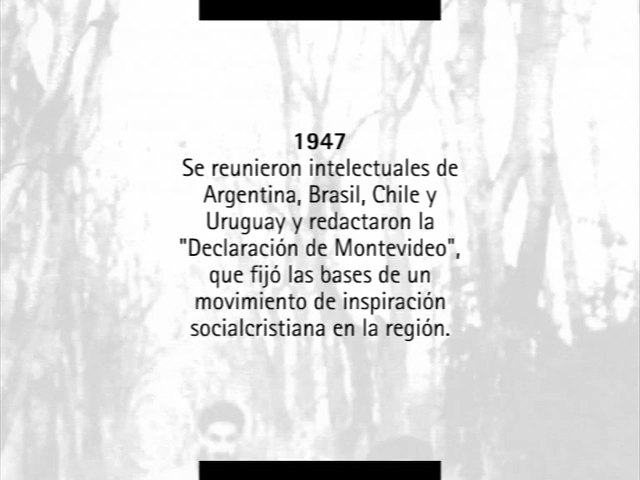 1947
Se reunieron intelectuales de
Argentina, Brasil, Chile y
Uruguay y redactaron la
"Declaración de Montevideo",
que fijó las bases de un
movimiento de inspiración
socialcristiana en la región.